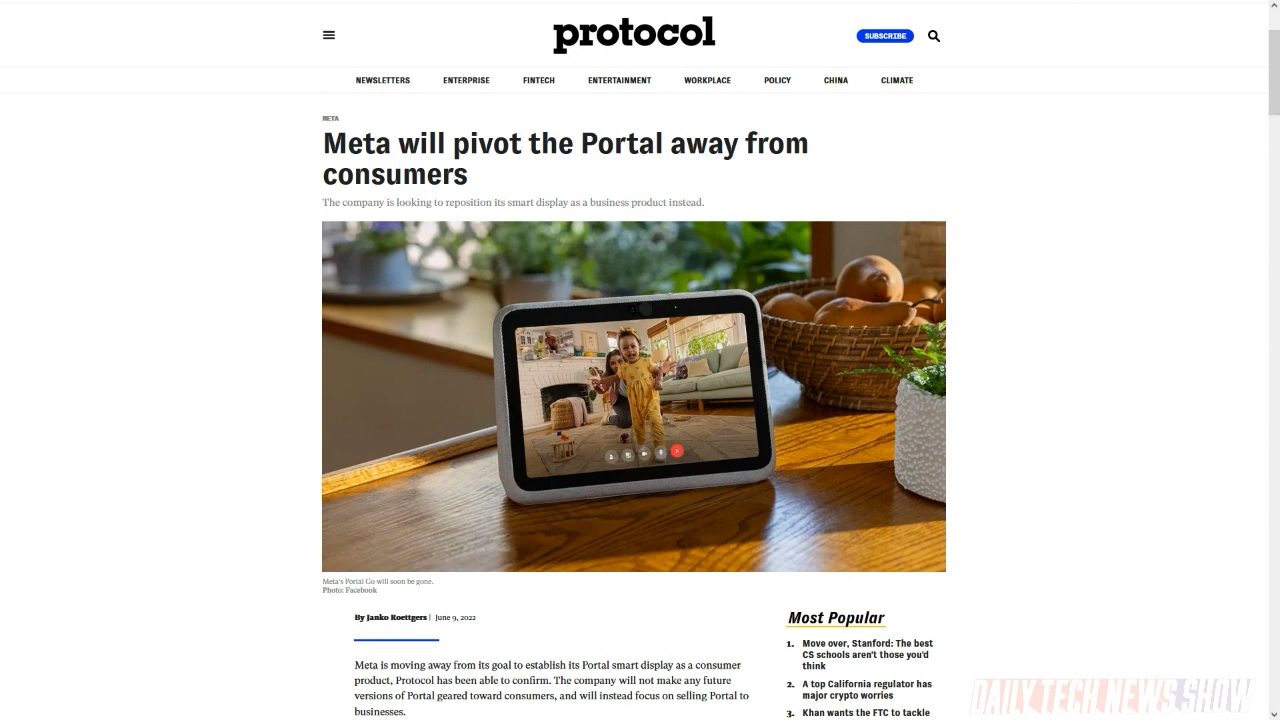 protocol
SUBSCRIBE
NEWSLETTERS
ENTERPRISE
FINTECH
ENTERTAINMENT
WORKPLACE
POLICY
CHINA
CLIMATE
META
Meta will pivot the Portal away from
consumers
The company is looking to reposition its smart display as a business product instead.
Meta's Portal Go will soon be gone.
Photo: Facebook
By Janko Roettgers | June 9, 2022
Meta is moving away from its goal to establish its Portal smart display as a consumer
product, Protocol has been able to confirm. The company will not make any future
versions of Portal geared toward consumers, and will instead focus on selling Portal to
businesses.
Most Popular
1. Move over, Stanford: The best
CS schools aren't those you'd
think
2. A top California regulator has
major crypto worries
3. Khan wants the FTC to tackle
DAILY TECH NEWS SHOW